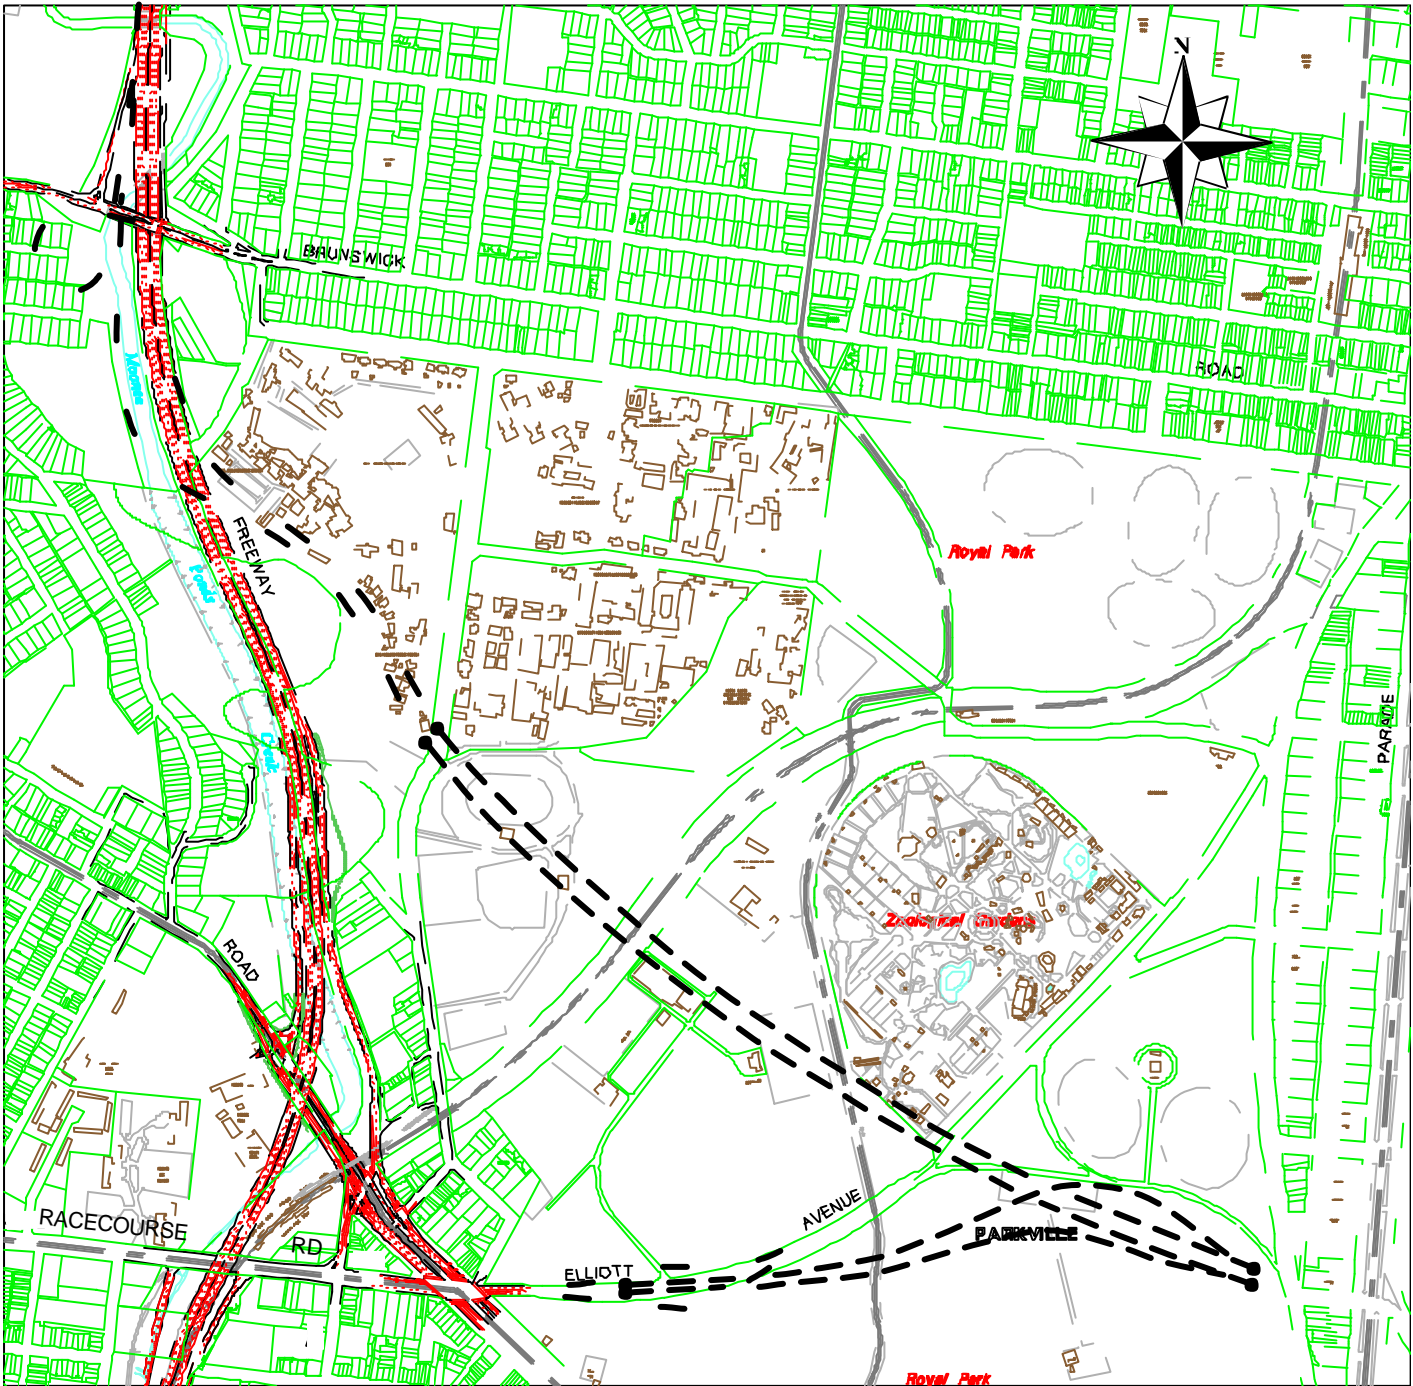 N
BRUNSWICK
Moonee
ROAD
FREEWAY
Royal Park
Ponds
PARADE
Creek
Zoological Gardens
ROAD
AVENUE
RACECOURSE
RD
PARKVILLE
ELLIOTT
Royal Park